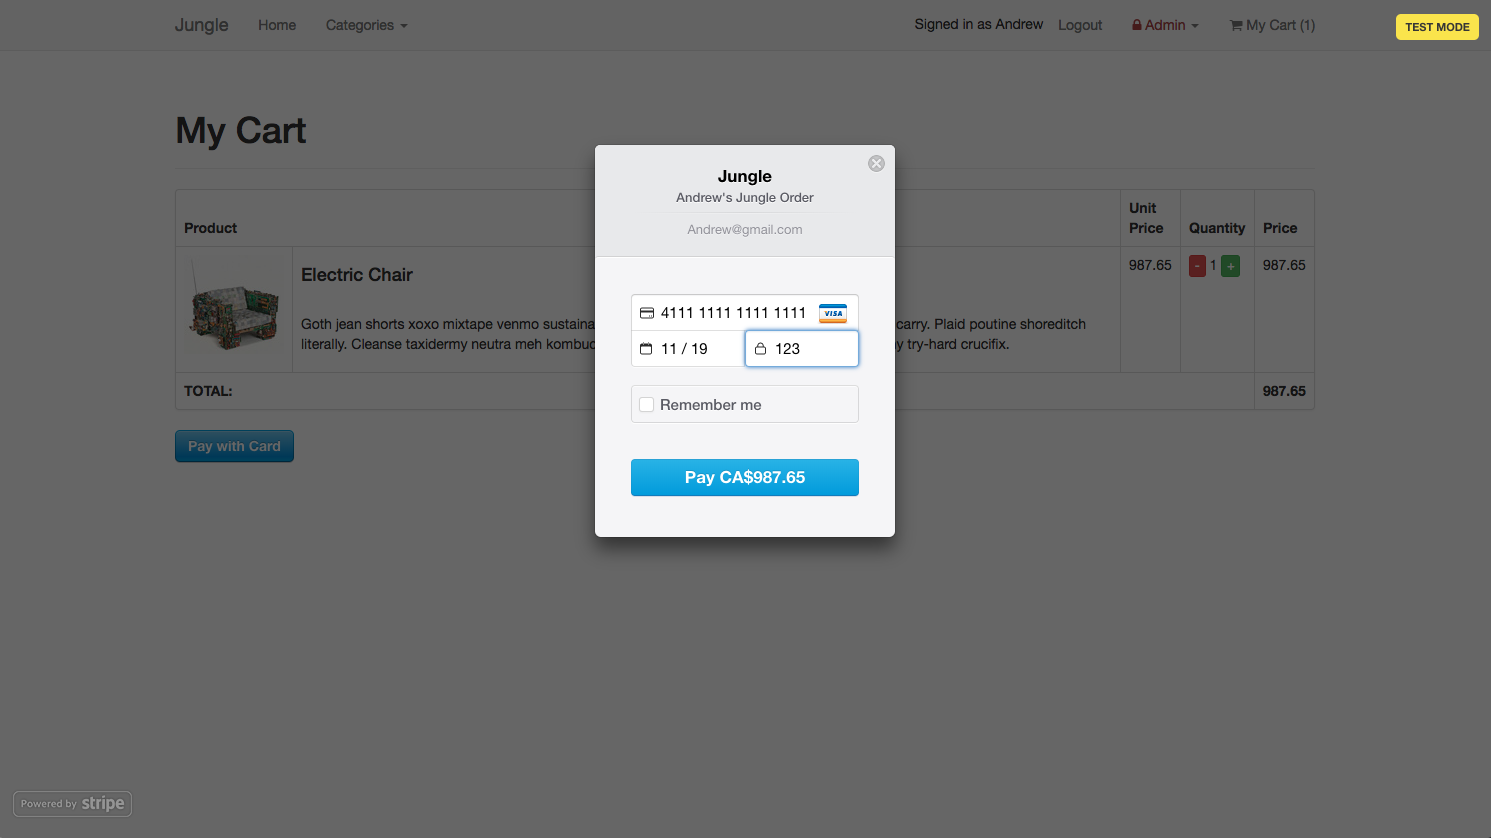 Jungle Home Categories Signed in as Andrew Logout Admin My Cart (1) TEST MODE
My Cart
Jungle
Andrew's Jungle Order
Andrew@gmail.com
Product Unit Price Quantity Price
Electric Chair 987.65 - 1 + 987.65
Goth jean shorts xoxo mixtape venmo carry. Plaid poutine shoreditch
literally. Cleanse taxidermy neutra meh try-hard crucifix.
TOTAL: 987.65
Pay with Card
4111 1111 1111 1111 VISA
11 / 19 123
Remember me
Pay CA$987.65
Powered by stripe